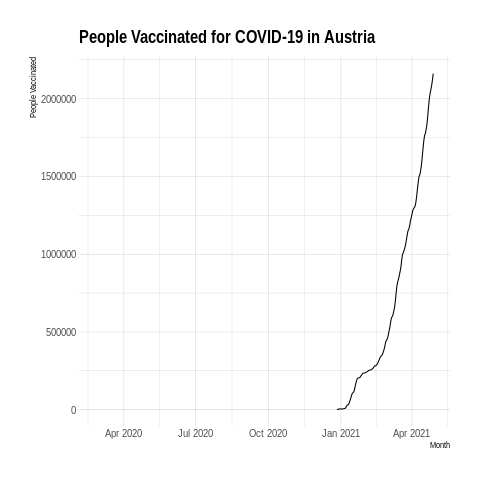 People Vaccinated for COVID-19 in Austria
People Vaccinated
2000000
1500000
1000000
500000
0
Apr 2020 Jul 2020 Oct 2020 Jan 2021 Apr 2021
Month